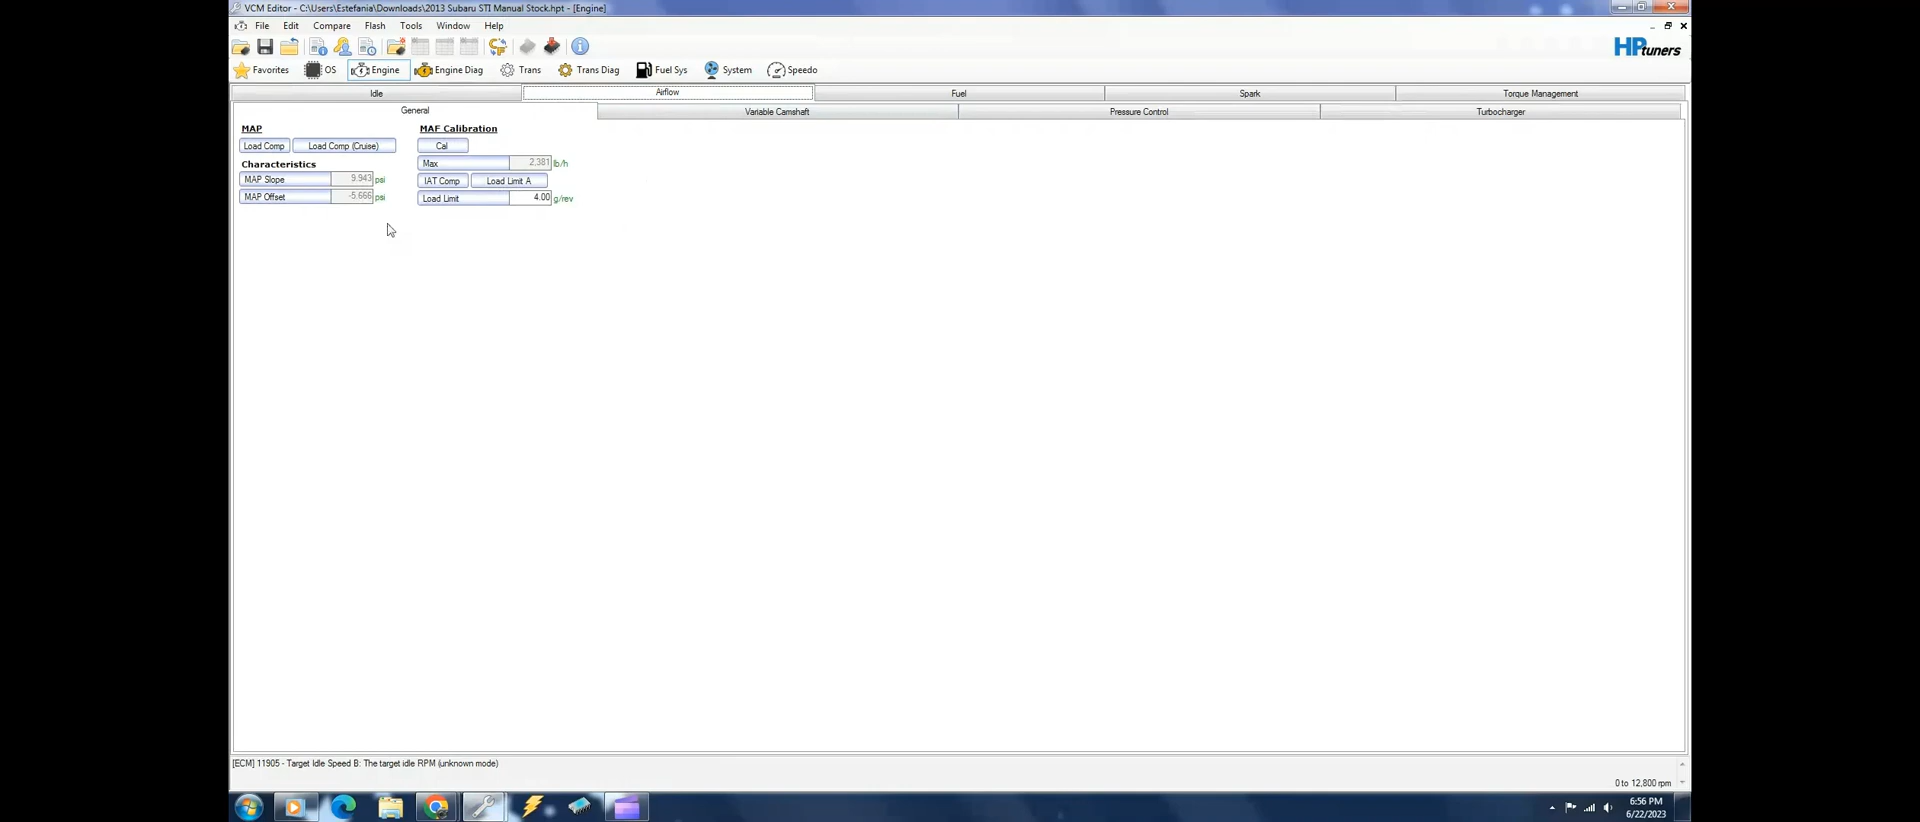 VCM Editor - C:\Users\Estefania\Downloads\2013 Subaru STI Manual Stock.hpt - [Engine]
File Edit Compare Flash Tools Window Help
HPtuners
Favorites OS Engine Engine Diag Trans Trans Diag Fuel Sys System Speedo
Idle Airflow Fuel Spark Torque Management
General Variable Camshaft Pressure Control Turbocharger
MAP MAF Calibration
Load Comp Load Comp (Cruise) Cal
Characteristics Max 2,381 lb/h
MAP Slope 9.943 psi IAT Comp Load Limit A
MAP Offset -5.666 psi Load Limit 4.00 g/rev
[ECM] 11905 - Target Idle Speed B: The target idle RPM (unknown mode)
0 to 12,800 rpm
6:56 PM
6/22/2023